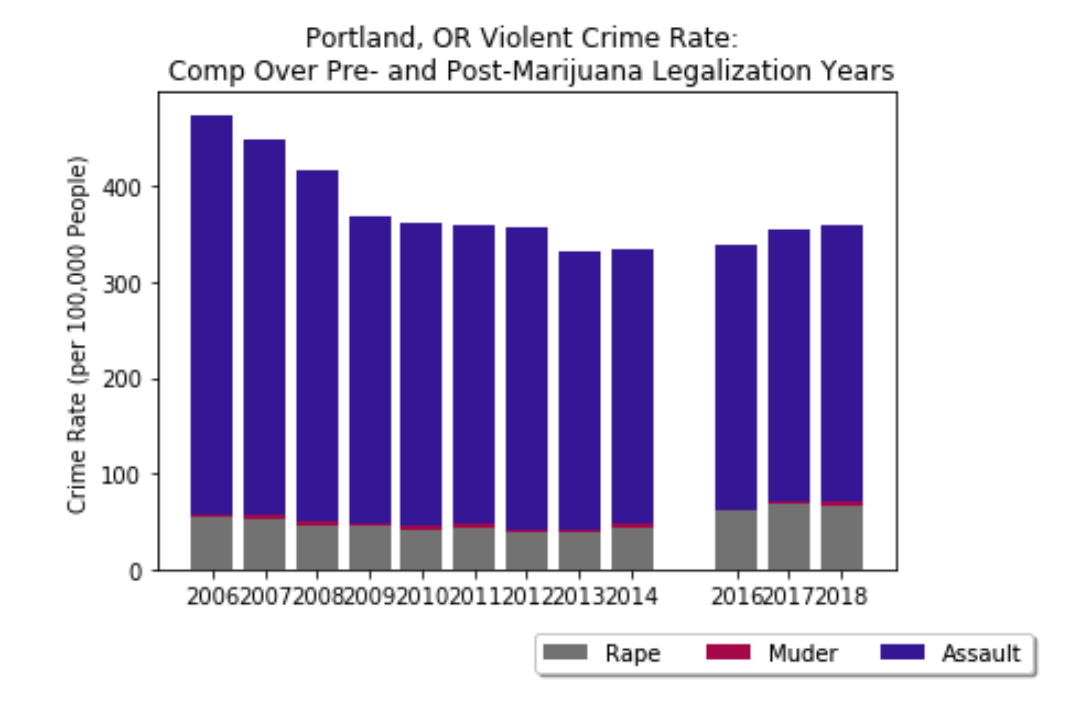 Portland, OR Violent Crime Rate:
Comp Over Pre- and Post-Marijuana Legalization Years
Crime Rate (per 100,000 People)
400
300
200
100
0
2006 2007 2008 2009 2010 2011 2012 2013 2014 2016 2017 2018
Rape Muder Assault